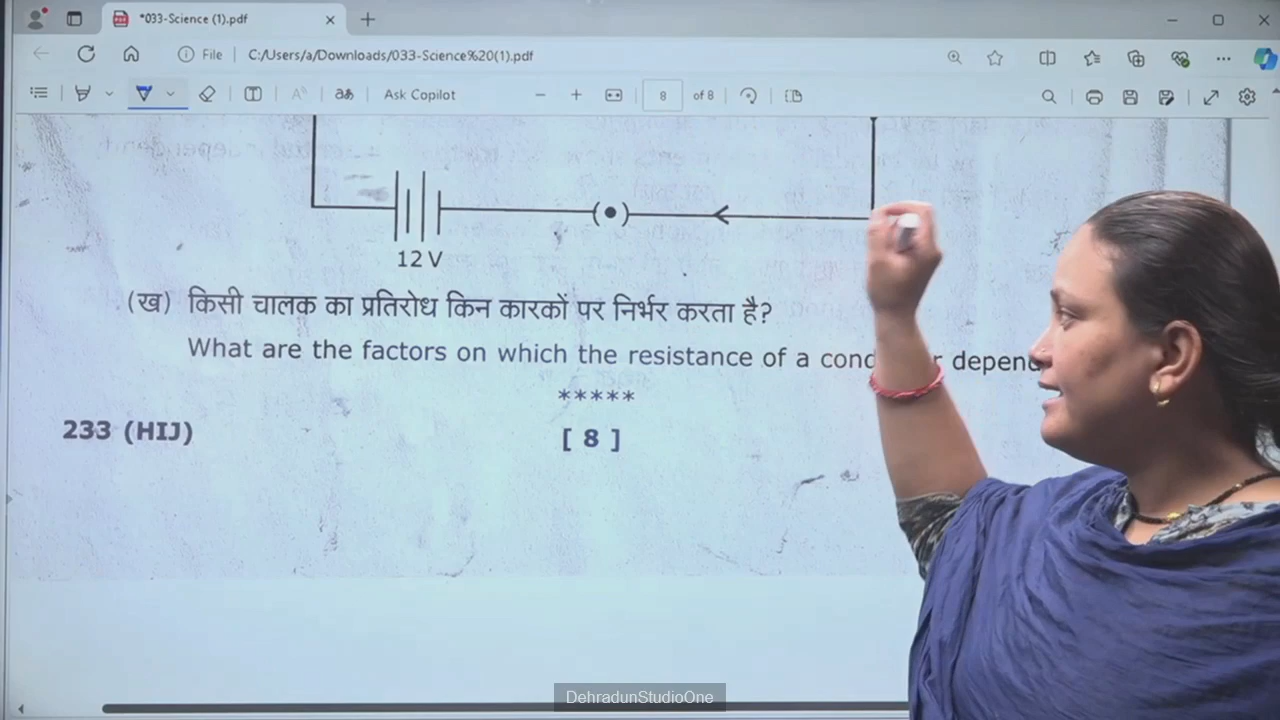 *033-Science (1).pdf
File
C:/Users/a/Downloads/033-Science%20(1).pdf
Ask Copilot
8 of 8
12 V
(ख) किसी चालक का प्रतिरोध किन कारकों पर निर्भर करता है?
What are the factors on which the resistance of a
*****
233 (HIJ)
[ 8 ]
DehradunStudioOne